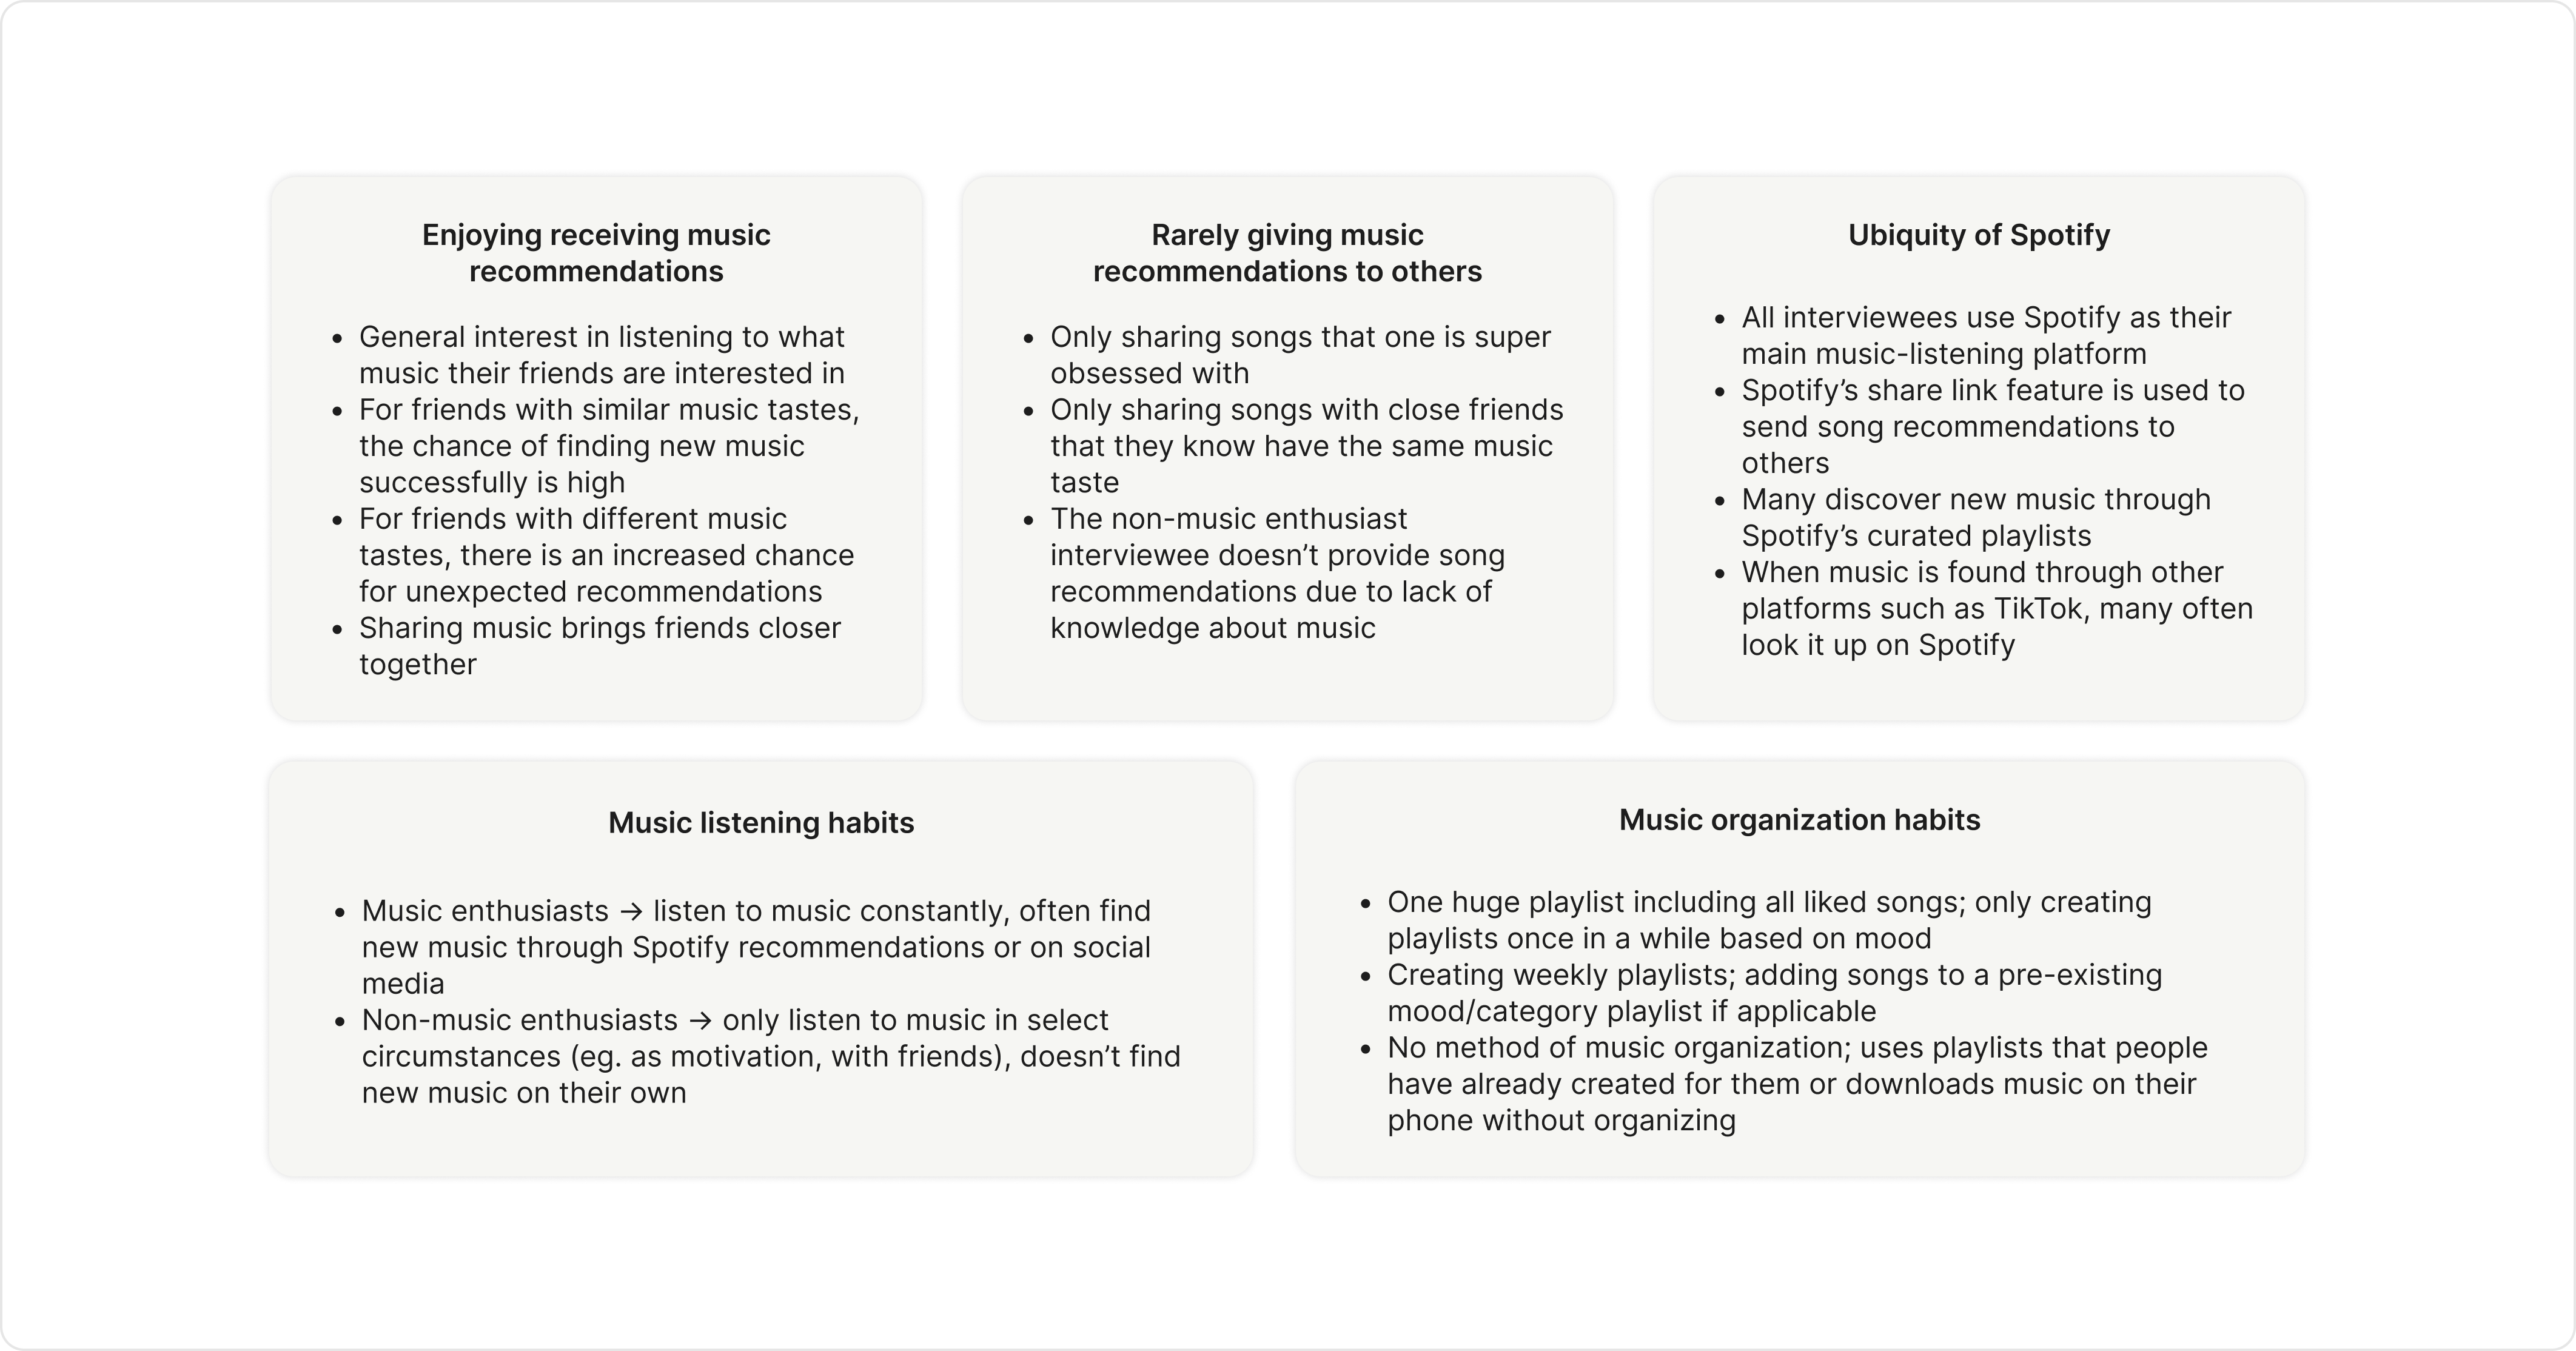 Enjoying receiving music
recommendations
• General interest in listening to what
music their friends are interested in
• For friends with similar music tastes,
the chance of finding new music
successfully is high
• For friends with different music
tastes, there is an increased chance
for unexpected recommendations
• Sharing music brings friends closer
together
Rarely giving music
recommendations to others
• Only sharing songs that one is super
obsessed with
• Only sharing songs with close friends
that they know have the same music
taste
• The non-music enthusiast
interviewee doesn’t provide song
recommendations due to lack of
knowledge about music
Ubiquity of Spotify
• All interviewees use Spotify as their
main music-listening platform
• Spotify’s share link feature is used to
send song recommendations to
others
• Many discover new music through
Spotify’s curated playlists
• When music is found through other
platforms such as TikTok, many often
look it up on Spotify
Music listening habits
• Music enthusiasts → listen to music constantly, often find
new music through Spotify recommendations or on social
media
• Non-music enthusiasts → only listen to music in select
circumstances (eg. as motivation, with friends), doesn’t find
new music on their own
Music organization habits
• One huge playlist including all liked songs; only creating
playlists once in a while based on mood
• Creating weekly playlists; adding songs to a pre-existing
mood/category playlist if applicable
• No method of music organization; uses playlists that people
have already created for them or downloads music on their
phone without organizing